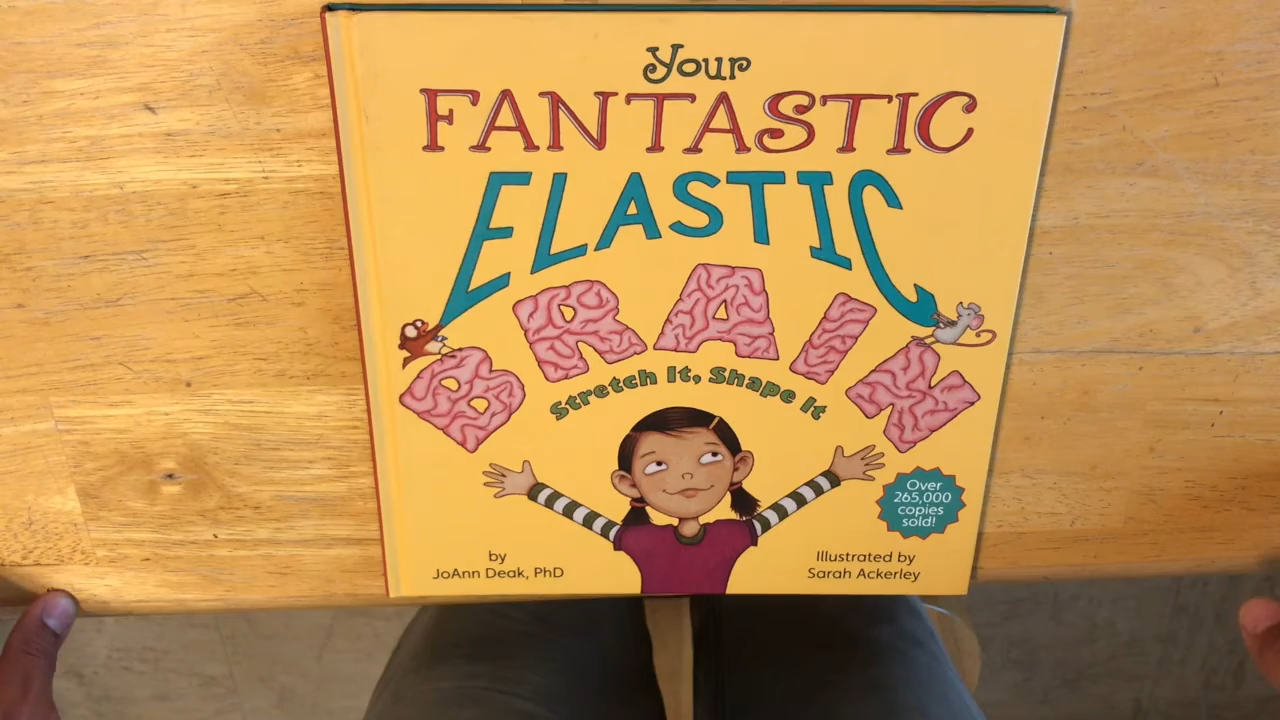 Your
FANTASTIC
ELASTIC
BRAIN
Stretch It, Shape It
Over
265,000
copies
sold!
by
JoAnn Deak, PhD
Illustrated by
Sarah Ackerley